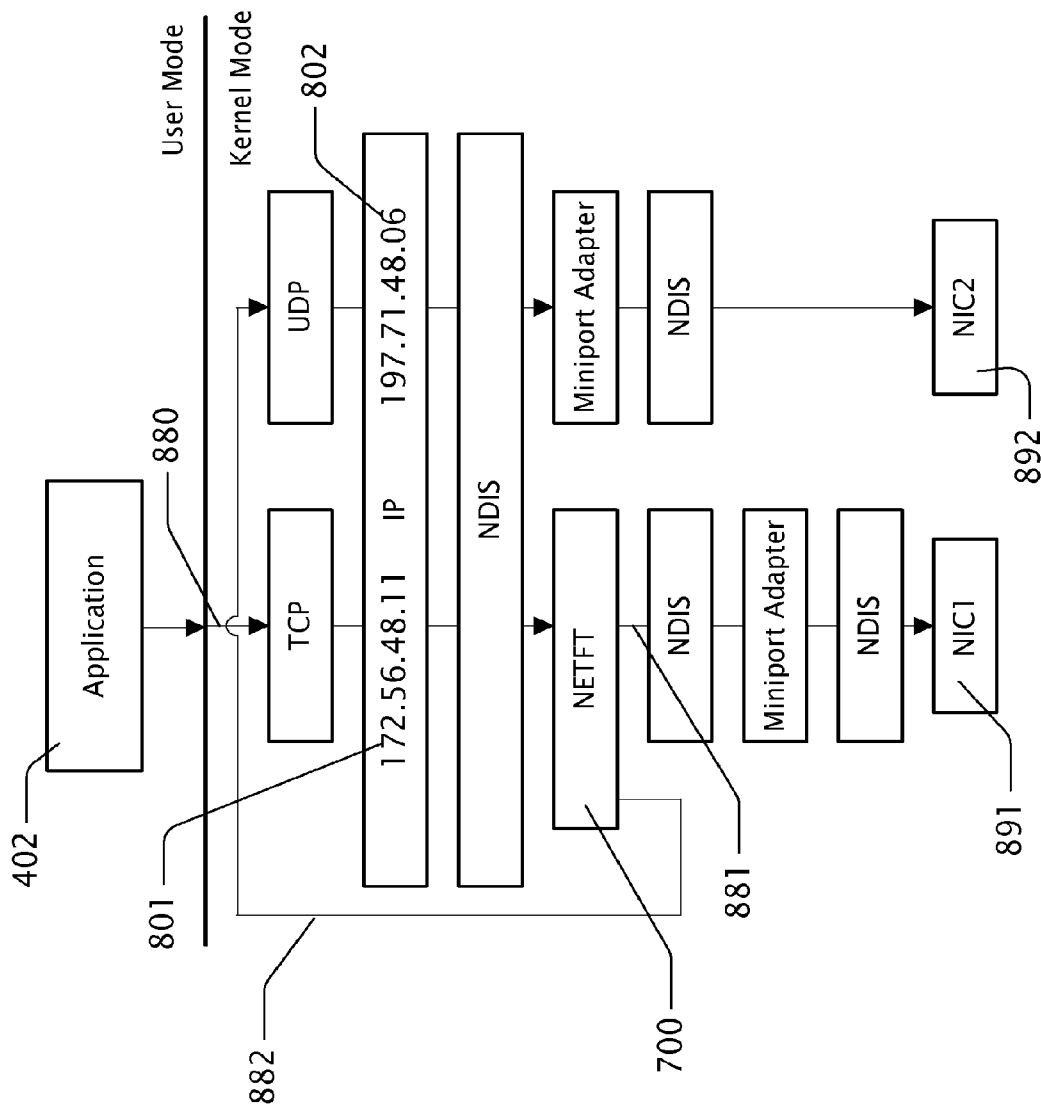 402
Application
User Mode
Kernel Mode
880
882
801
TCP
UDP
802
172.56.48.11
IP
197.71.48.06
NDIS
700
NETFT
Miniport Adapter
881
NDIS
NDIS
Miniport Adapter
NDIS
891
NIC1
892
NIC2